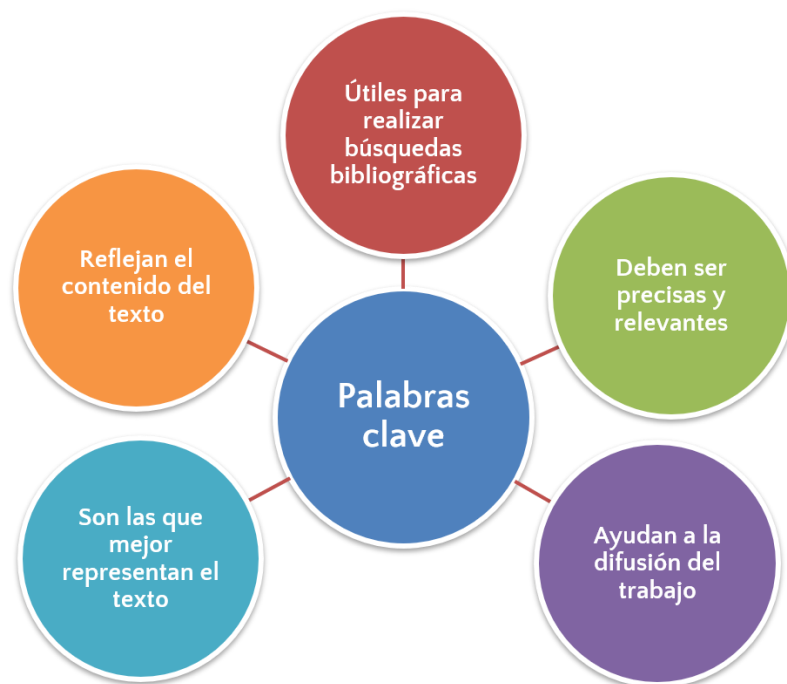 Útiles para
realizar
búsquedas
bibliográficas
Reflejan el
contenido del
texto
Deben ser
precisas y
relevantes
Palabras
clave
Son las que
mejor
representan el
texto
Ayudan a la
difusión del
trabajo